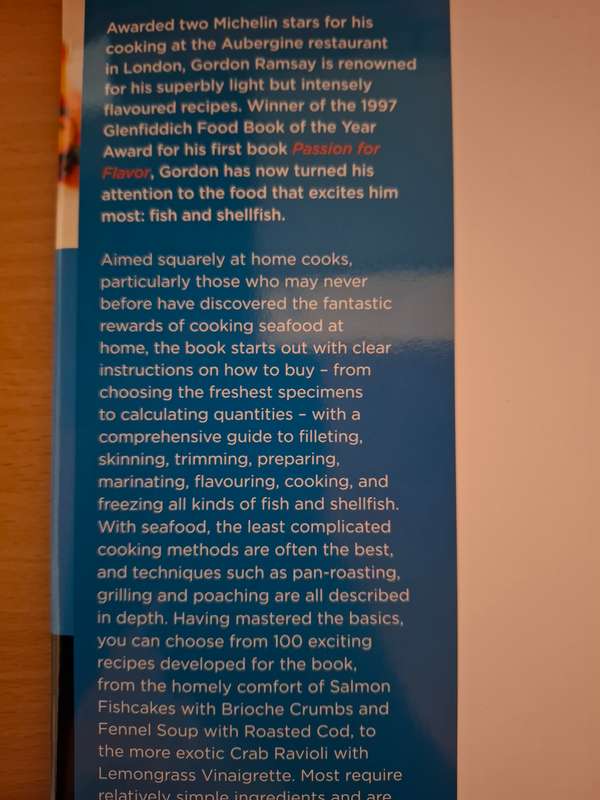 Awarded two Michelin stars for his
cooking at the Aubergine restaurant
in London, Gordon Ramsay is renowned
for his superbly light but intensely
flavoured recipes. Winner of the 1997
Glenfiddich Food Book of the Year
Award for his first book Passion for
Flavor, Gordon has now turned his
attention to the food that excites him
most: fish and shellfish.
Aimed squarely at home cooks,
particularly those who may never
before have discovered the fantastic
rewards of cooking seafood at
home, the book starts out with clear
instructions on how to buy – from
choosing the freshest specimens
to calculating quantities – with a
comprehensive guide to filleting,
skinning, trimming, preparing,
marinating, flavouring, cooking, and
freezing all kinds of fish and shellfish.
With seafood, the least complicated
cooking methods are often the best,
and techniques such as pan-roasting,
grilling and poaching are all described
in depth. Having mastered the basics,
you can choose from 100 exciting
recipes developed for the book,
from the homely comfort of Salmon
Fishcakes with Brioche Crumbs and
Fennel Soup with Roasted Cod, to
the more exotic Crab Ravioli with
Lemongrass Vinaigrette. Most require
relatively simple ingredients and are